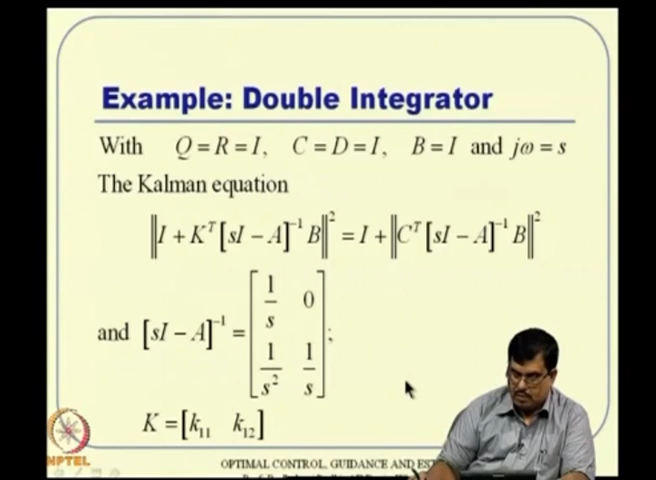 Example: Double Integrator
With Q = R = I, C = D = I, B = I and jω = s
The Kalman equation
‖I + K^T [sI − A]^{-1} B‖^2 = I + ‖C^T [sI − A]^{-1} B‖^2
and [sI − A]^{-1} = [1/s 0; 1/s^2 1/s];
K = [k_11 k_12]
NPTEL
OPTIMAL CONTROL, GUIDANCE AND